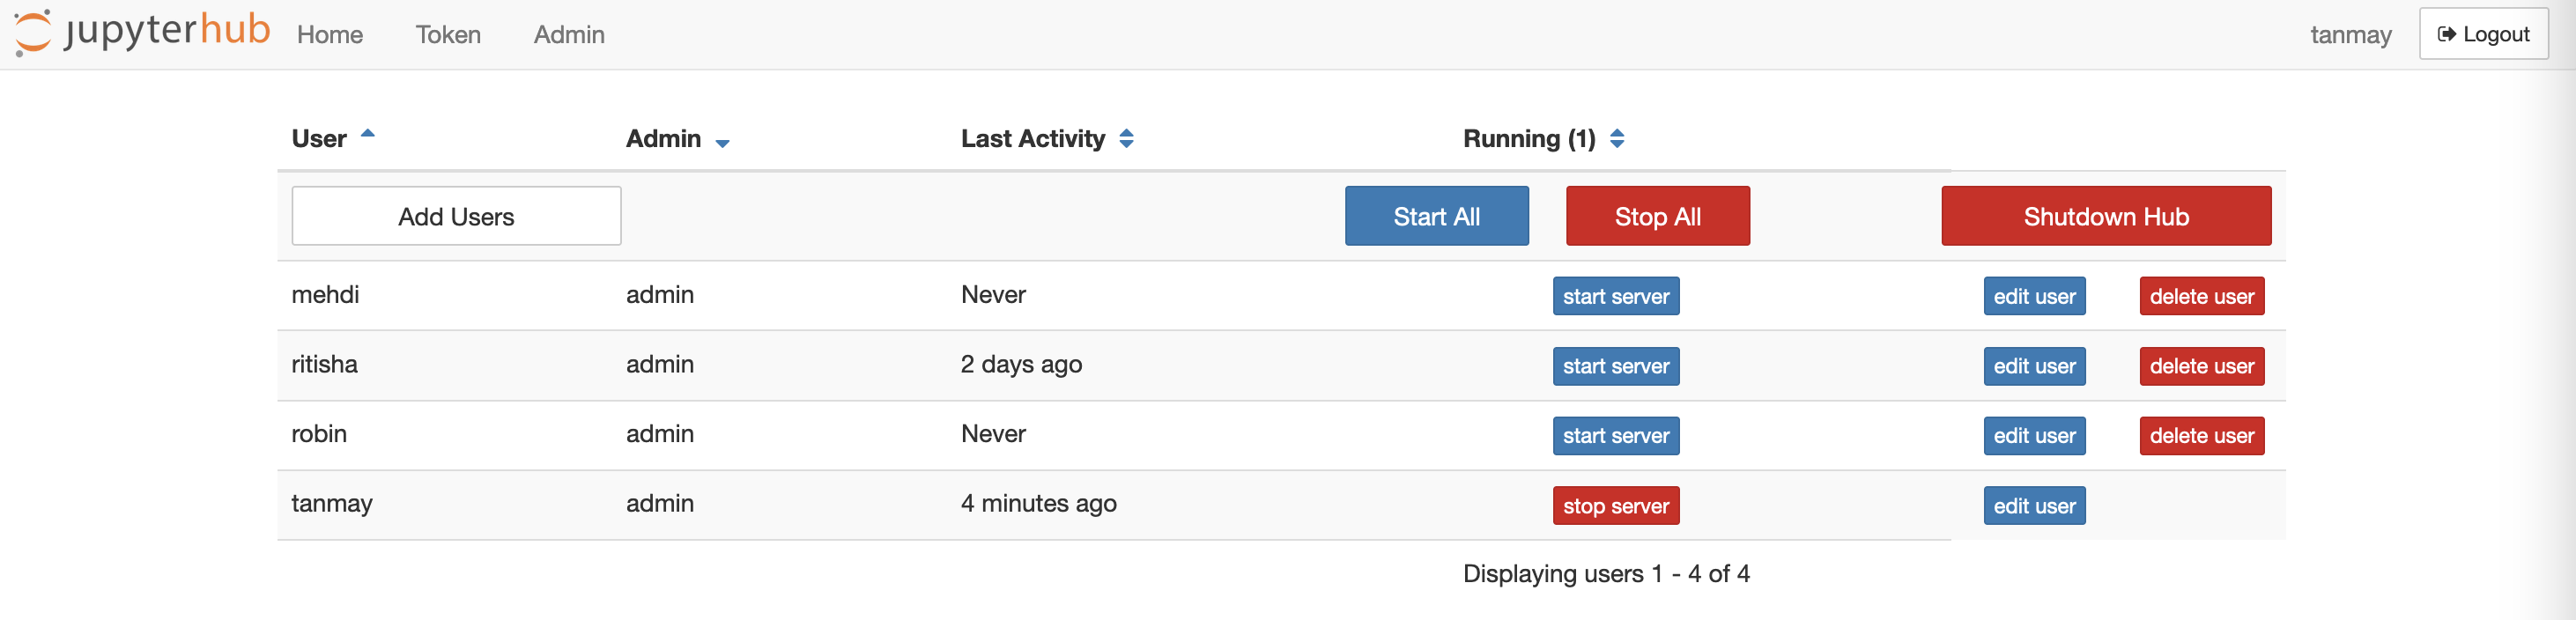 jupyterhub Home Token Admin tanmay Logout
User Admin Last Activity Running (1)
Add Users Start All Stop All Shutdown Hub
mehdi admin Never start server edit user delete user
ritisha admin 2 days ago start server edit user delete user
robin admin Never start server edit user delete user
tanmay admin 4 minutes ago stop server edit user
Displaying users 1 - 4 of 4